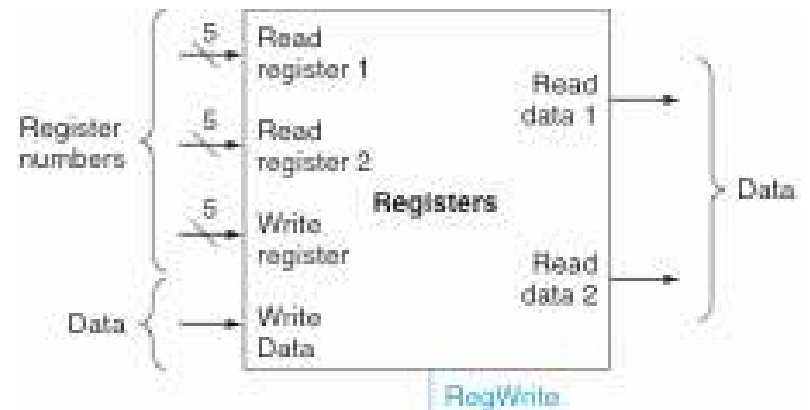 5
Read
register 1
5
Read
register 2
5
Write
register
Write
Data
Register
numbers
Data
Registers
Read
data 1
Read
data 2
Data
RegWrite